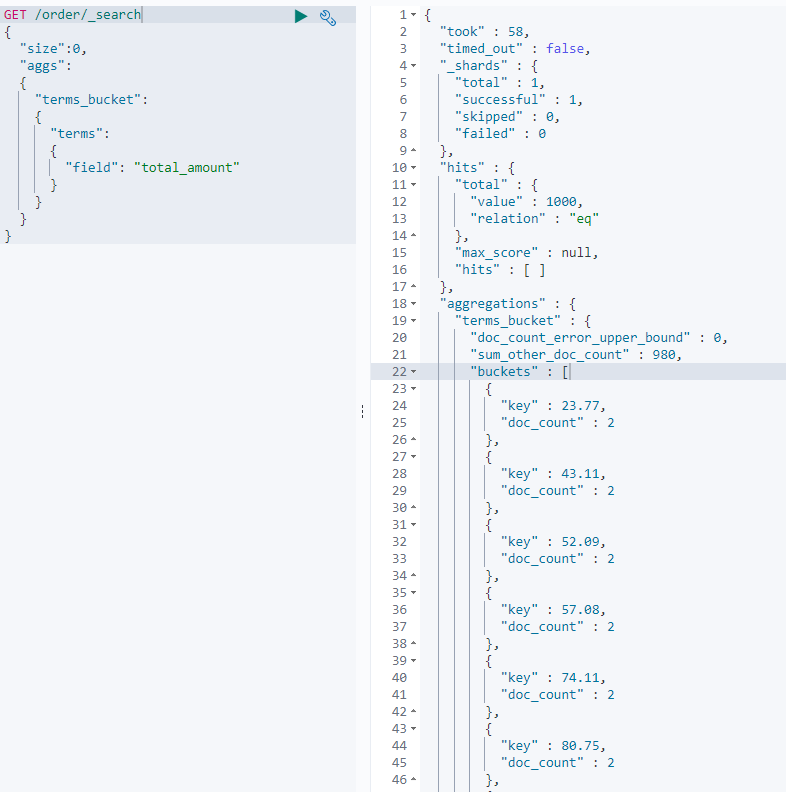 GET /order/_search
{
"size":0,
"aggs":
{
"terms_bucket":
{
"terms":
{
"field": "total_amount"
}
}
}
}
1 {
2 "took" : 58,
3 "timed_out" : false,
4 "_shards" : {
5 "total" : 1,
6 "successful" : 1,
7 "skipped" : 0,
8 "failed" : 0
9 },
10 "hits" : {
11 "total" : {
12 "value" : 1000,
13 "relation" : "eq"
14 },
15 "max_score" : null,
16 "hits" : [ ]
17 },
18 "aggregations" : {
19 "terms_bucket" : {
20 "doc_count_error_upper_bound" : 0,
21 "sum_other_doc_count" : 980,
22 "buckets" : [
23 {
24 "key" : 23.77,
25 "doc_count" : 2
26 },
27 {
28 "key" : 43.11,
29 "doc_count" : 2
30 },
31 {
32 "key" : 52.09,
33 "doc_count" : 2
34 },
35 {
36 "key" : 57.08,
37 "doc_count" : 2
38 },
39 {
40 "key" : 74.11,
41 "doc_count" : 2
42 },
43 {
44 "key" : 80.75,
45 "doc_count" : 2
46 },